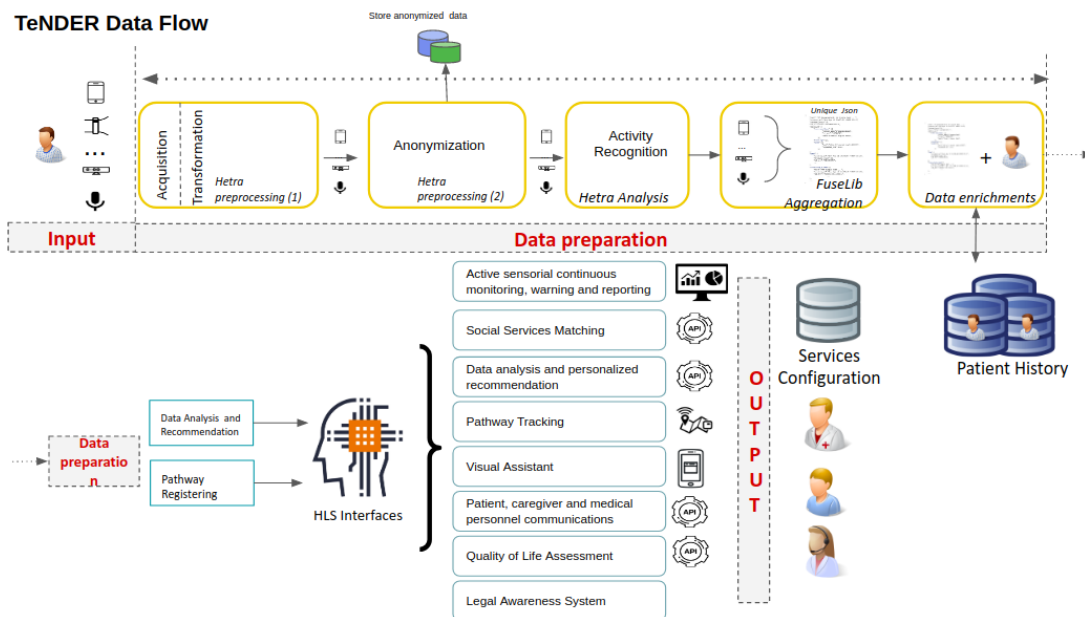 TeNDER Data Flow
Store anonymized data
...
Acquisition
Transformation
Hetra
preprocessing (1)
Anonymization
Hetra
preprocessing (2)
Activity
Recognition
Hetra Analysis
Unique Json
FuseLib
Aggregation
+
Data enrichments
Input
Data preparation
Active sensorial continuous
monitoring, warning and reporting
Social Services Matching
API
Data analysis and personalized
recommendation
API
Pathway Tracking
Visual Assistant
Patient, caregiver and medical
personnel communications
API
Quality of Life Assessment
API
Legal Awareness System
Data
preparatio
n
Data Analysis and
Recommendation
Pathway
Registering
HLS Interfaces
OUTPUT
Services
Configuration
Patient History